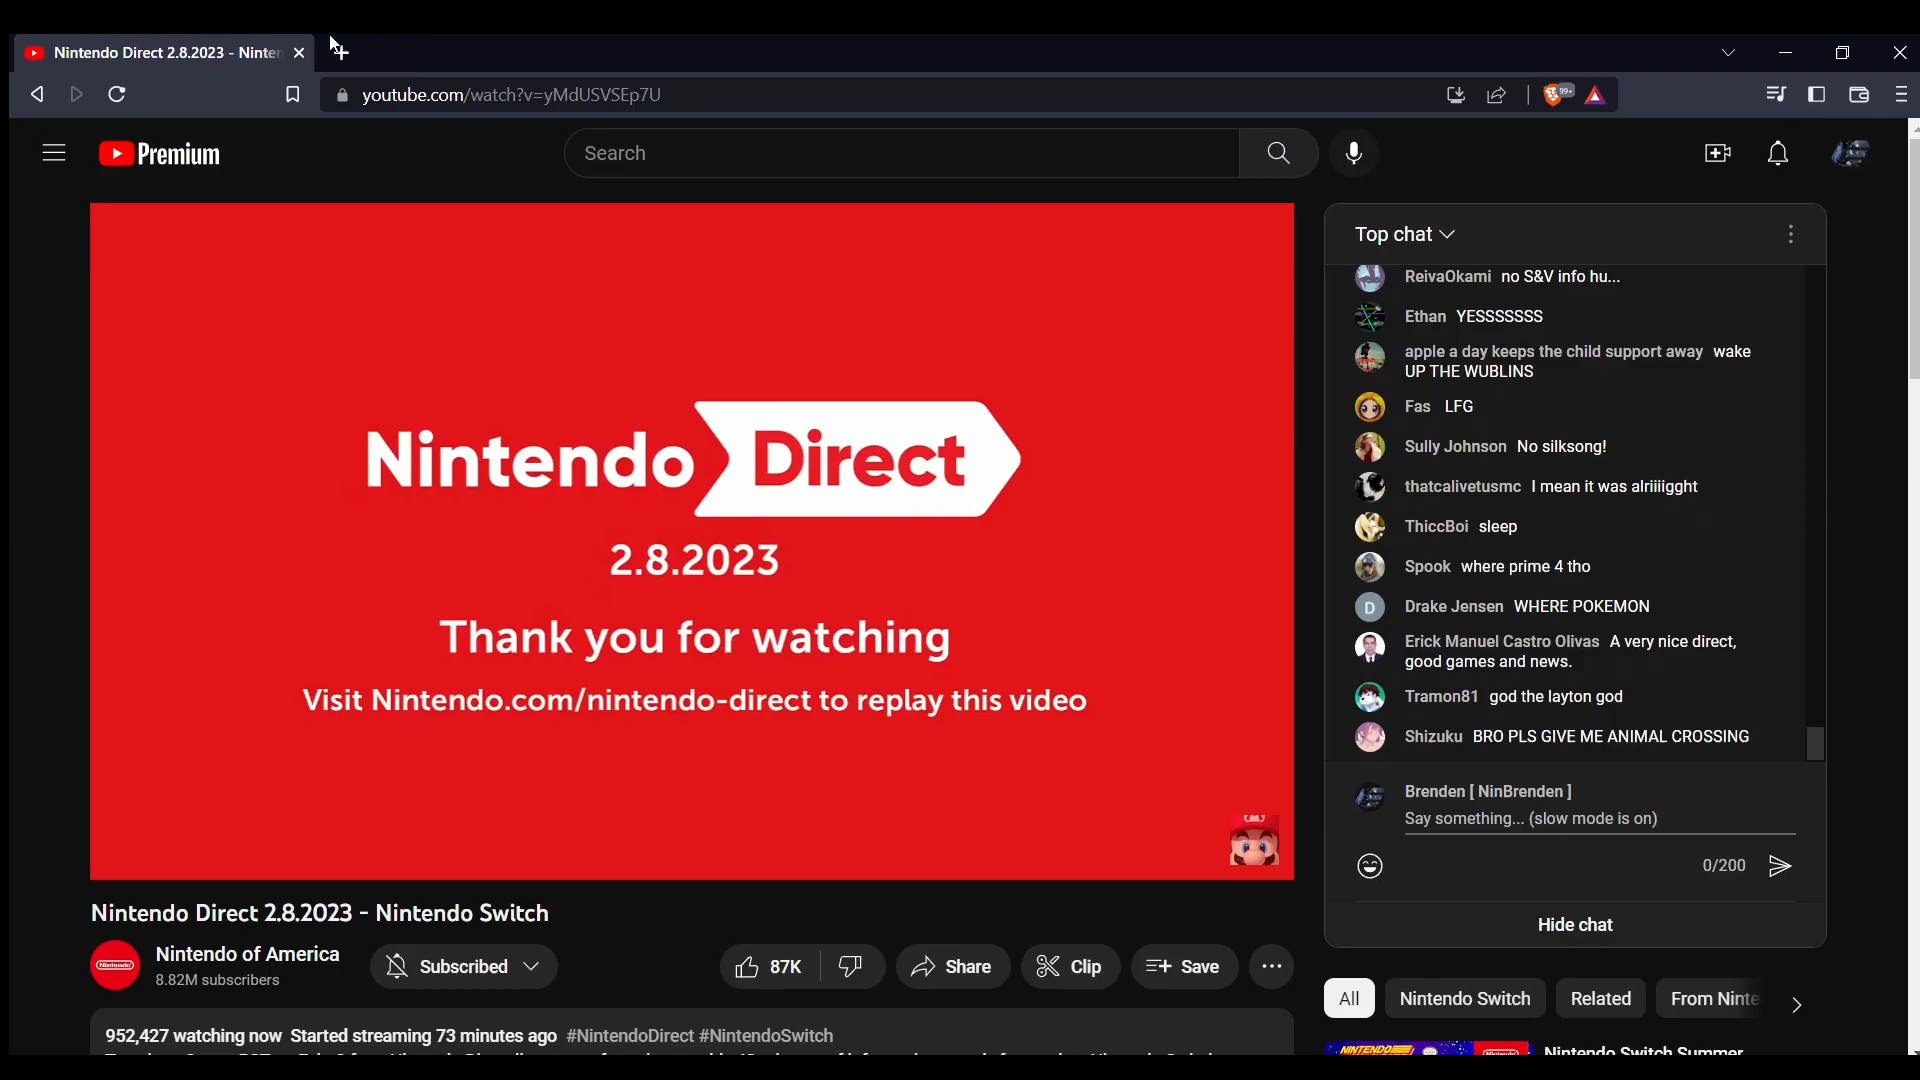 Nintendo Direct 2.8.2023 - Ninten
youtube.com/watch?v=yMdUSVSEp7U
99+
Premium
Search
Nintendo Direct
2.8.2023
Thank you for watching
Visit Nintendo.com/nintendo-direct to replay this video
Top chat
ReivaOkami no S&V info hu...
Ethan YESSSSSSS
apple a day keeps the child support away wake
UP THE WUBLINS
Fas LFG
Sully Johnson No silksong!
thatcalivetusmc I mean it was alriiiigght
ThiccBoi sleep
Spook where prime 4 tho
D
Drake Jensen WHERE POKEMON
Erick Manuel Castro Olivas A very nice direct,
good games and news.
Tramon81 god the layton god
Shizuku BRO PLS GIVE ME ANIMAL CROSSING
Brenden [ NinBrenden ]
Say something... (slow mode is on)
0/200
Hide chat
Nintendo Direct 2.8.2023 - Nintendo Switch
Nintendo
Nintendo of America
8.82M subscribers
Subscribed
87K
Share
Clip
Save
952,427 watching now Started streaming 73 minutes ago #NintendoDirect #NintendoSwitch
All
Nintendo Switch
Related
From Ninte
Nintendo Switch Summer